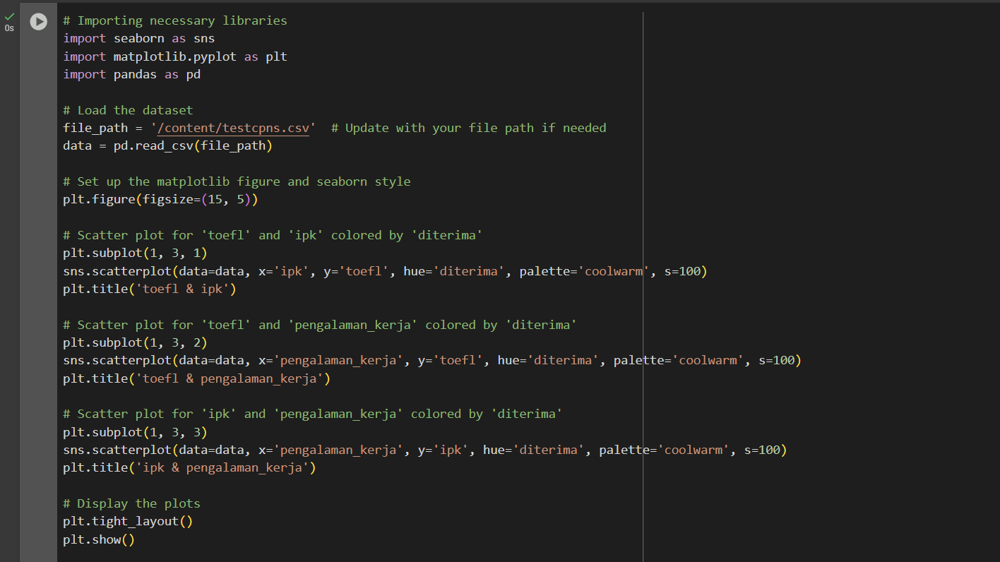 0s
# Importing necessary libraries
import seaborn as sns
import matplotlib.pyplot as plt
import pandas as pd
# Load the dataset
file_path = '/content/testcpns.csv'  # Update with your file path if needed
data = pd.read_csv(file_path)
# Set up the matplotlib figure and seaborn style
plt.figure(figsize=(15, 5))
# Scatter plot for 'toefl' and 'ipk' colored by 'diterima'
plt.subplot(1, 3, 1)
sns.scatterplot(data=data, x='ipk', y='toefl', hue='diterima', palette='coolwarm', s=100)
plt.title('toefl & ipk')
# Scatter plot for 'toefl' and 'pengalaman_kerja' colored by 'diterima'
plt.subplot(1, 3, 2)
sns.scatterplot(data=data, x='pengalaman_kerja', y='toefl', hue='diterima', palette='coolwarm', s=100)
plt.title('toefl & pengalaman_kerja')
# Scatter plot for 'ipk' and 'pengalaman_kerja' colored by 'diterima'
plt.subplot(1, 3, 3)
sns.scatterplot(data=data, x='pengalaman_kerja', y='ipk', hue='diterima', palette='coolwarm', s=100)
plt.title('ipk & pengalaman_kerja')
# Display the plots
plt.tight_layout()
plt.show()